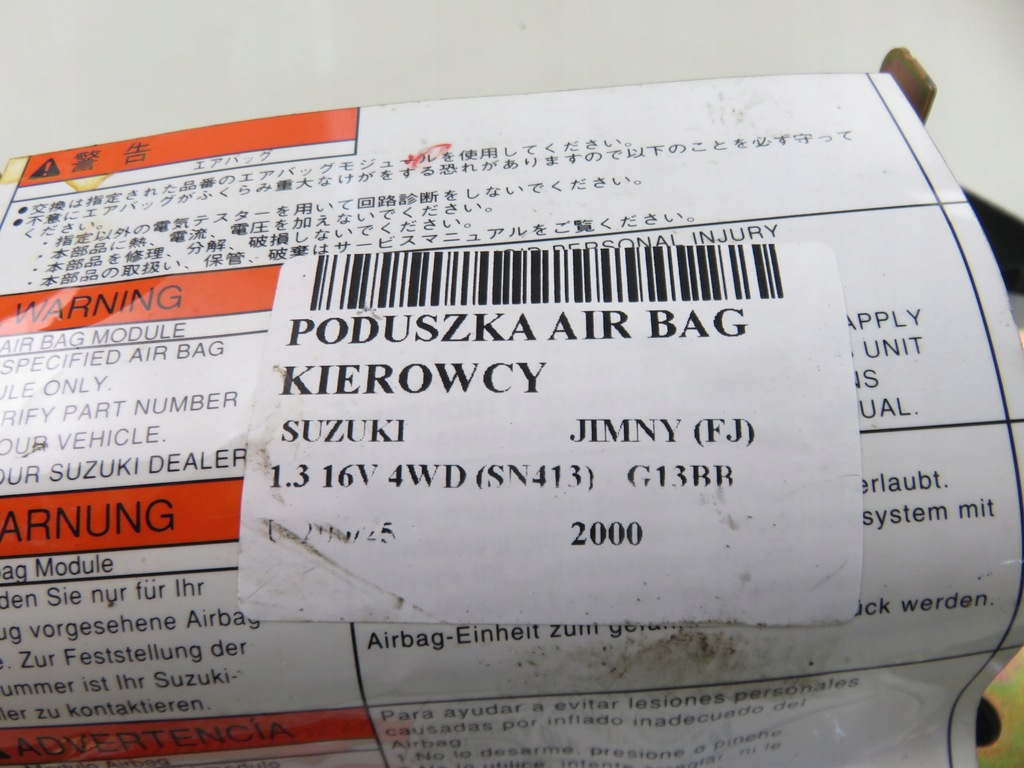 警告
エアバッグ
●交換は指定された品番のエアバッグモジュールを使用してください。
●不意にエアバッグがふくらみ重大なけがをする恐れがありますので以下のことを必ず守って
ください。
・指定以外の電気テスターを用いて回路診断をしないでください。
・本部品に熱、電流、電圧を加えないでください。
・本部品を修理、分解、破損しないでください。
・本部品の取扱い、保管、破棄はサービスマニュアルをご覧ください。
WARNING
AIR BAG MODULE
SPECIFIED AIR BAG
ULE ONLY.
ERIFY PART NUMBER
OUR VEHICLE.
OUR SUZUKI DEALER
PERSONAL INJURY
APPLY
UNIT
NS
UAL.
PODUSZKA AIR BAG
KIEROWCY
SUZUKI JIMNY (FJ)
1.3 16V 4WD (SN413) G13BB
2000
ARNUNG
bag Module
den Sie nur für Ihr
ug vorgesehene Airbag
e. Zur Feststellung der
ummer ist Ihr Suzuki-
ler zu kontaktieren.
erlaubt.
system mit
ück werden.
Airbag-Einheit zum
ADVERTENCIA
Para ayudar a evitar lesiones personales
causadas por inflado inadecuado del
Airbag:
1 No lo desarme, presione o pinche